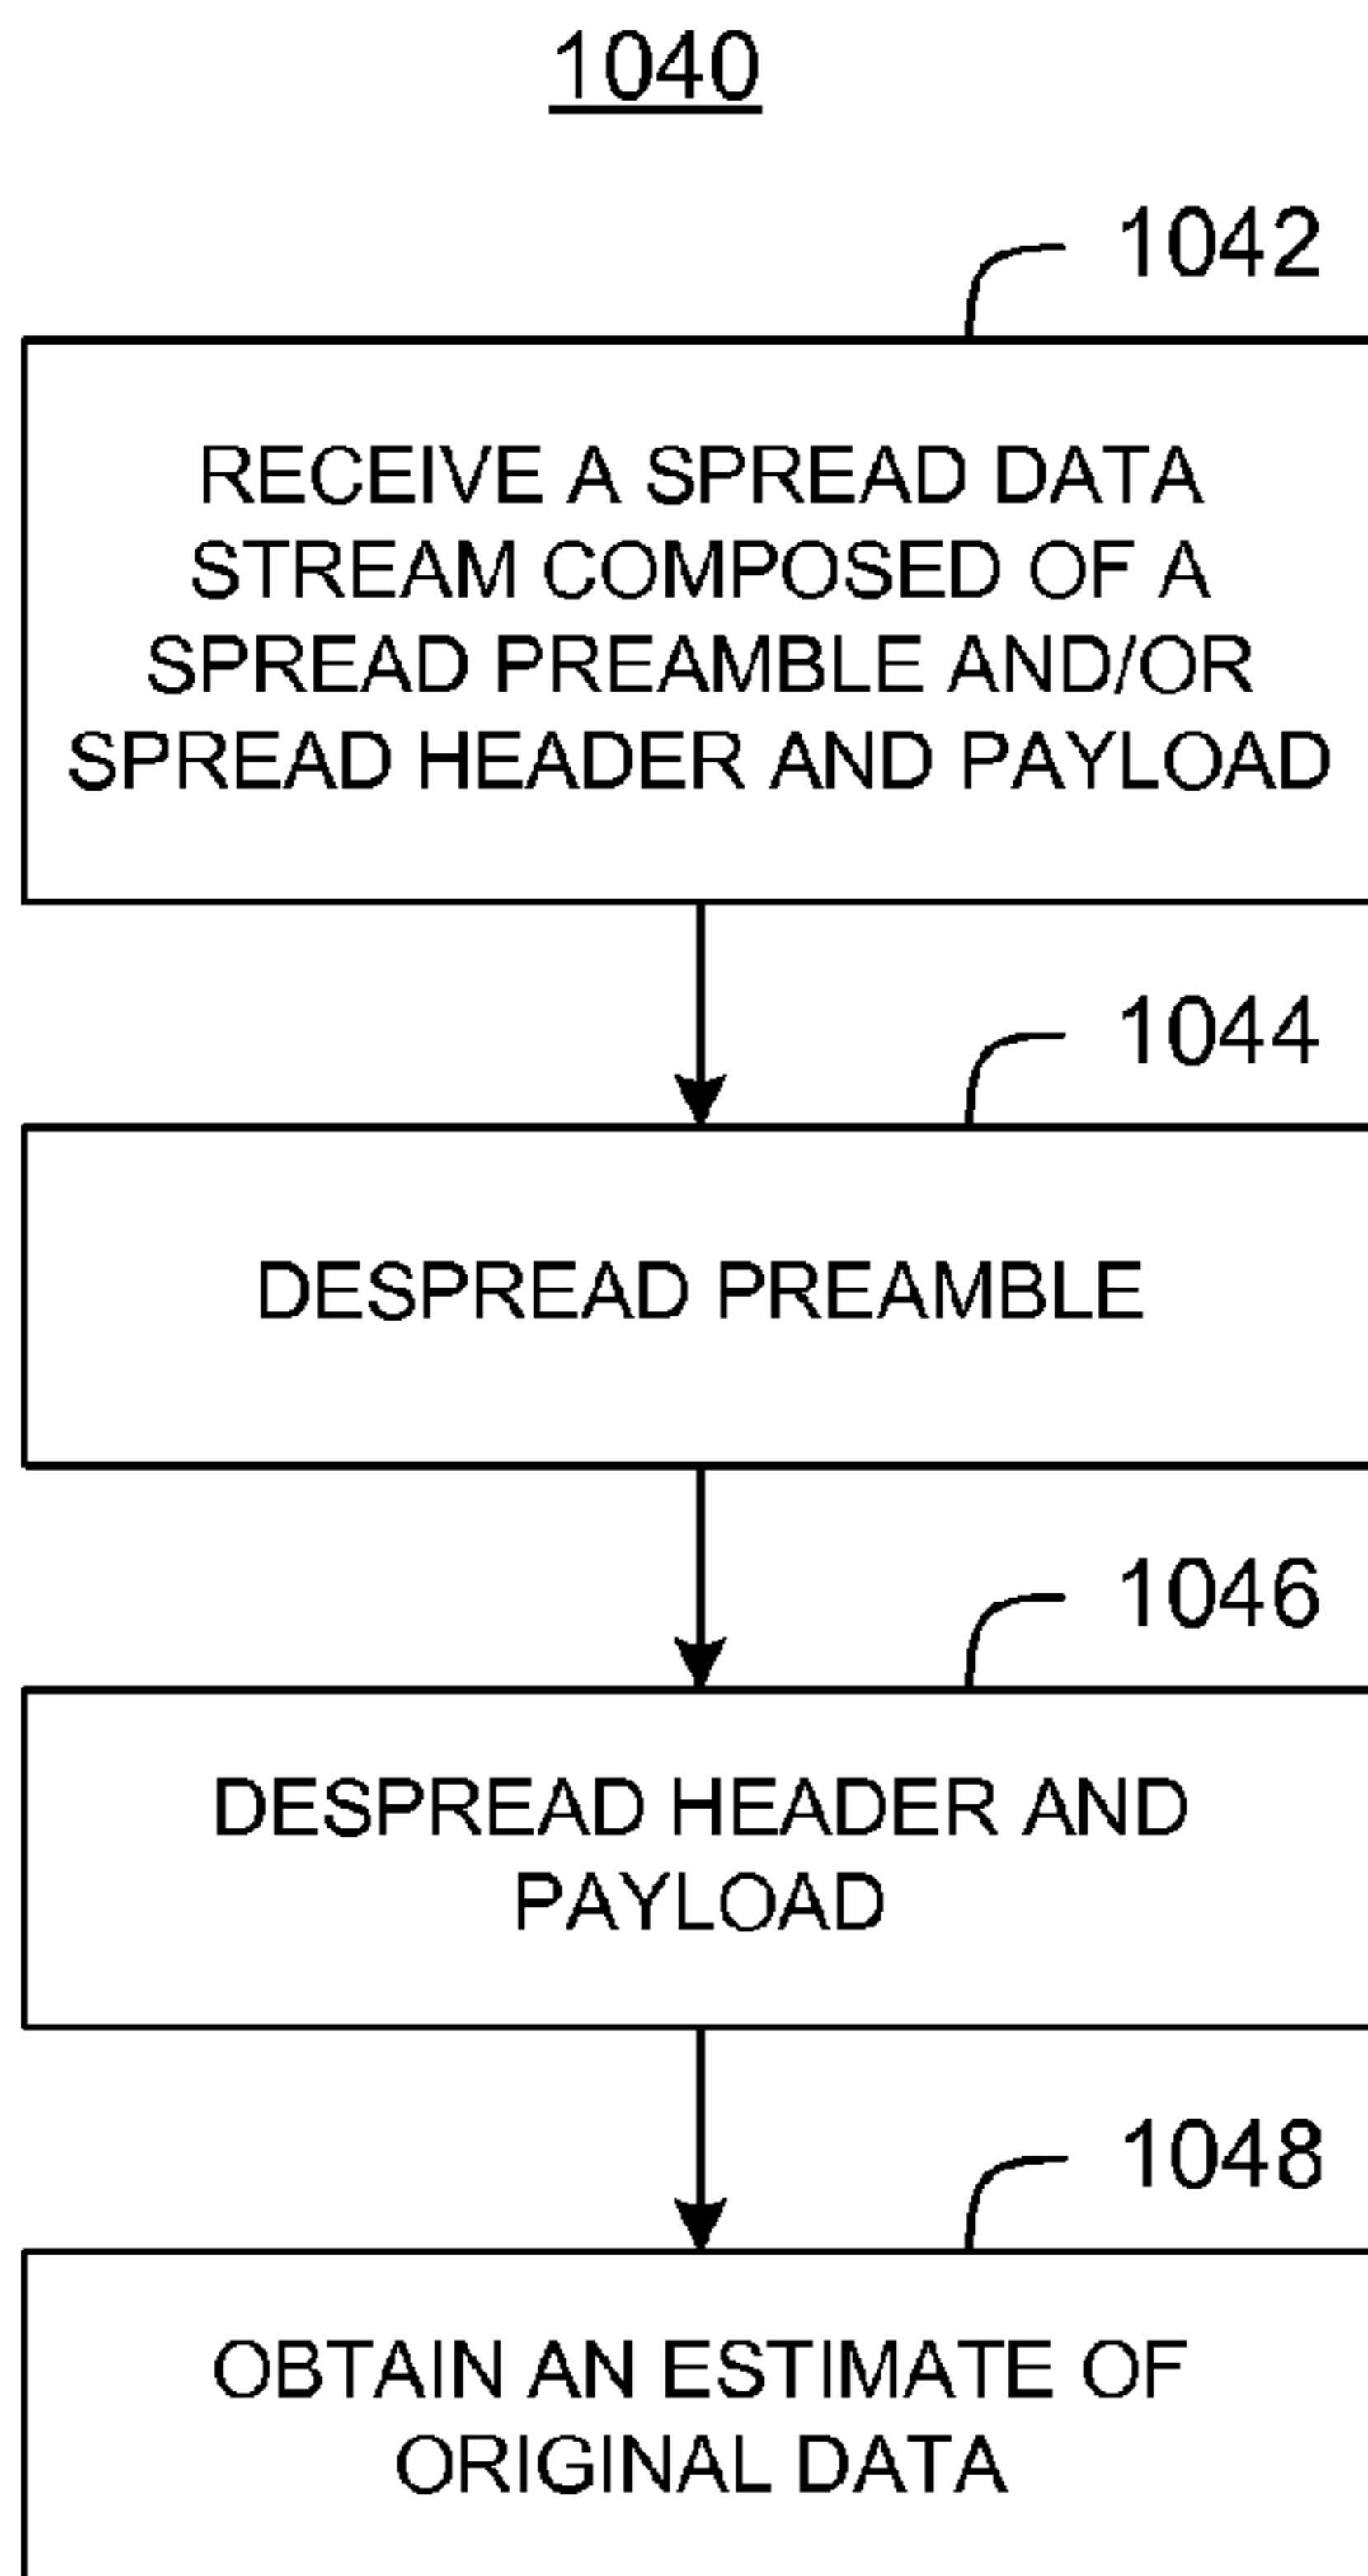 1040
1042
RECEIVE A SPREAD DATA
STREAM COMPOSED OF A
SPREAD PREAMBLE AND/OR
SPREAD HEADER AND PAYLOAD
1044
DESPREAD PREAMBLE
1046
DESPREAD HEADER AND
PAYLOAD
1048
OBTAIN AN ESTIMATE OF
ORIGINAL DATA